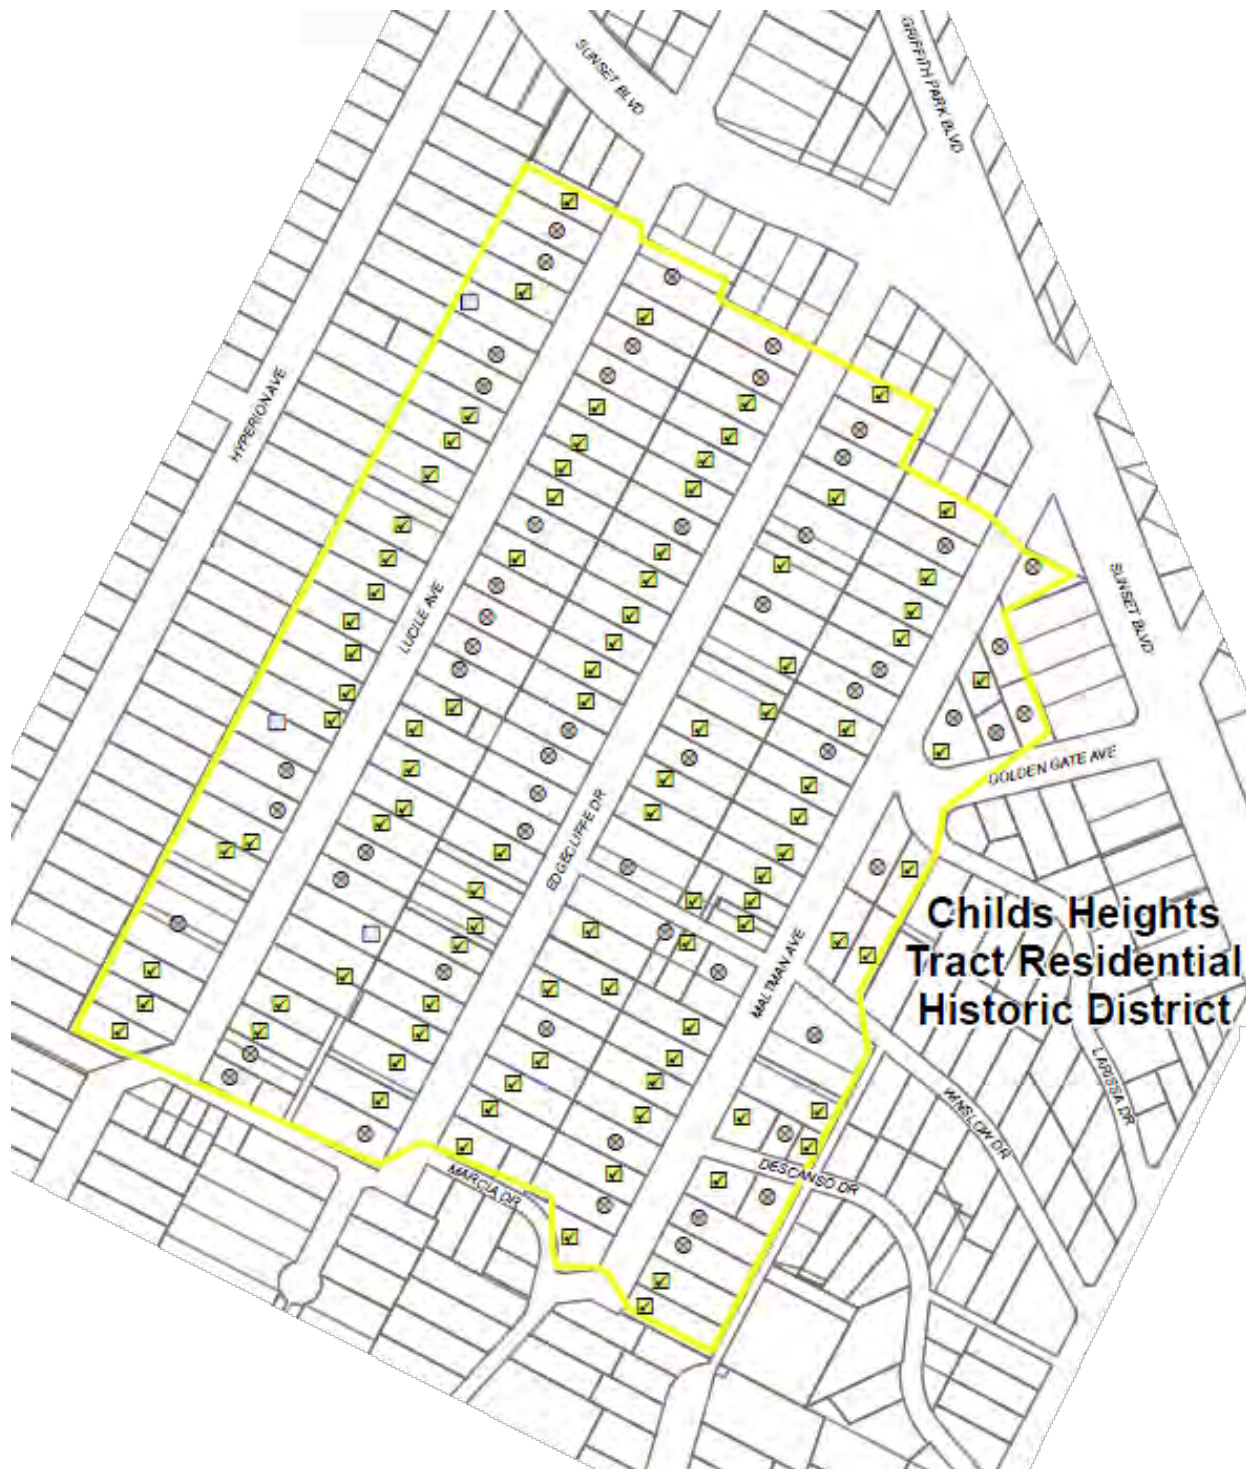 SUNSET BLVD
GRIFFITH PARK BLVD
HYPERION AVE
LUCILE AVE
SUNSET BLVD
GOLDEN GATE AVE
EDGECLIFFE DR
Childs Heights
Tract Residential
Historic District
MALTMAN AVE
LARISSA DR
WINSLOW DR
DESCANSO DR
MARCIA DR